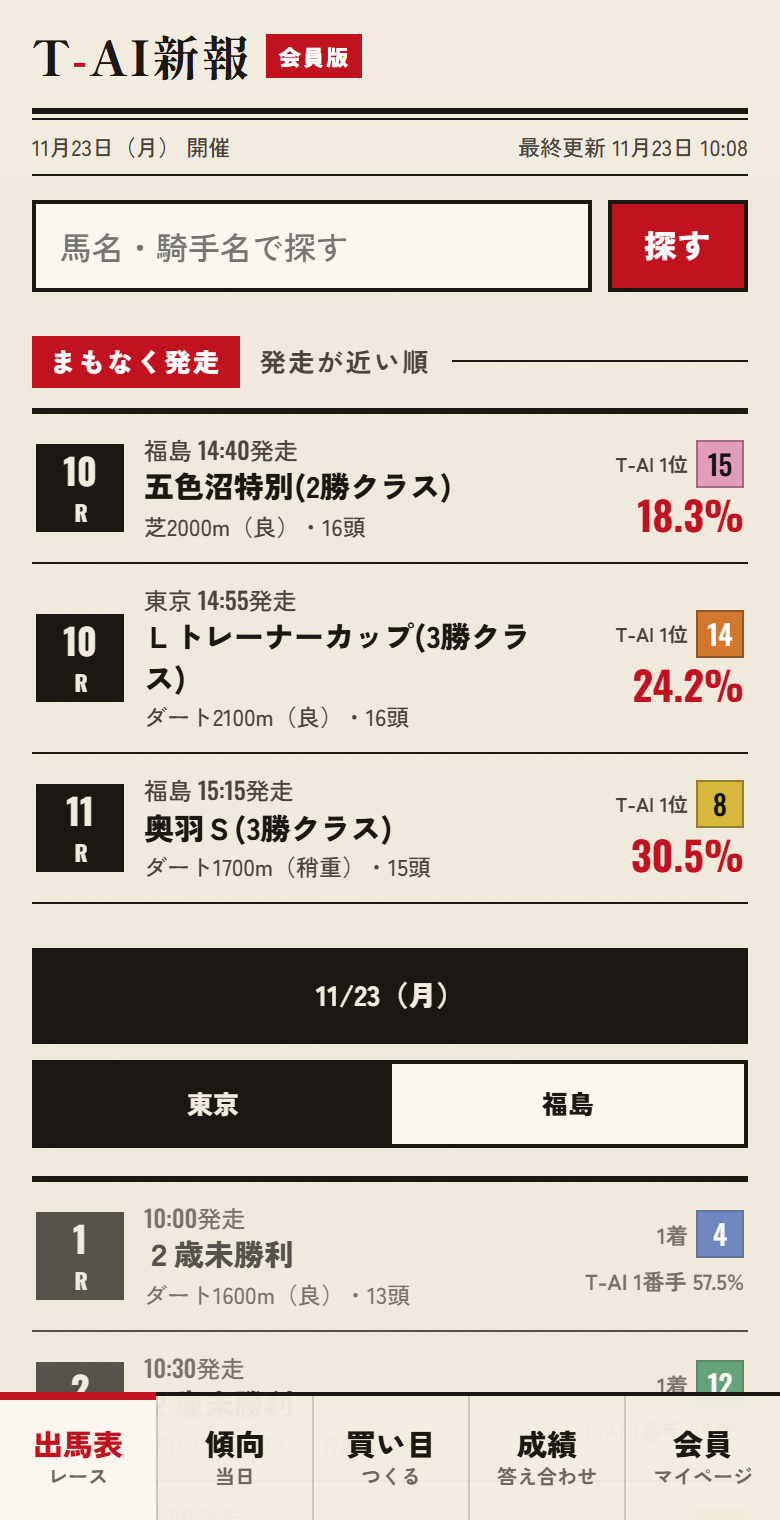 T-AI新報 会員版
11月23日（月） 開催 最終更新 11月23日 10:08
馬名・騎手名で探す 探す
まもなく発走 発走が近い順
10 R
福島 14:40発走
五色沼特別(2勝クラス)
芝2000m（良）・16頭
T-AI 1位 15
18.3%
10 R
東京 14:55発走
Ｌトレーナーカップ(3勝クラ
ス)
ダート2100m（良）・16頭
T-AI 1位 14
24.2%
11 R
福島 15:15発走
奥羽Ｓ(3勝クラス)
ダート1700m（稍重）・15頭
T-AI 1位 8
30.5%
11/23（月）
東京 福島
1 R
10:00発走
２歳未勝利
ダート1600m（良）・13頭
1着 4
T-AI 1番手 57.5%
2
10:30発走
２歳未勝利
1着 12
出馬表 傾向 買い目 成績 会員
レース 当日 つくる 答え合わせ マイページ